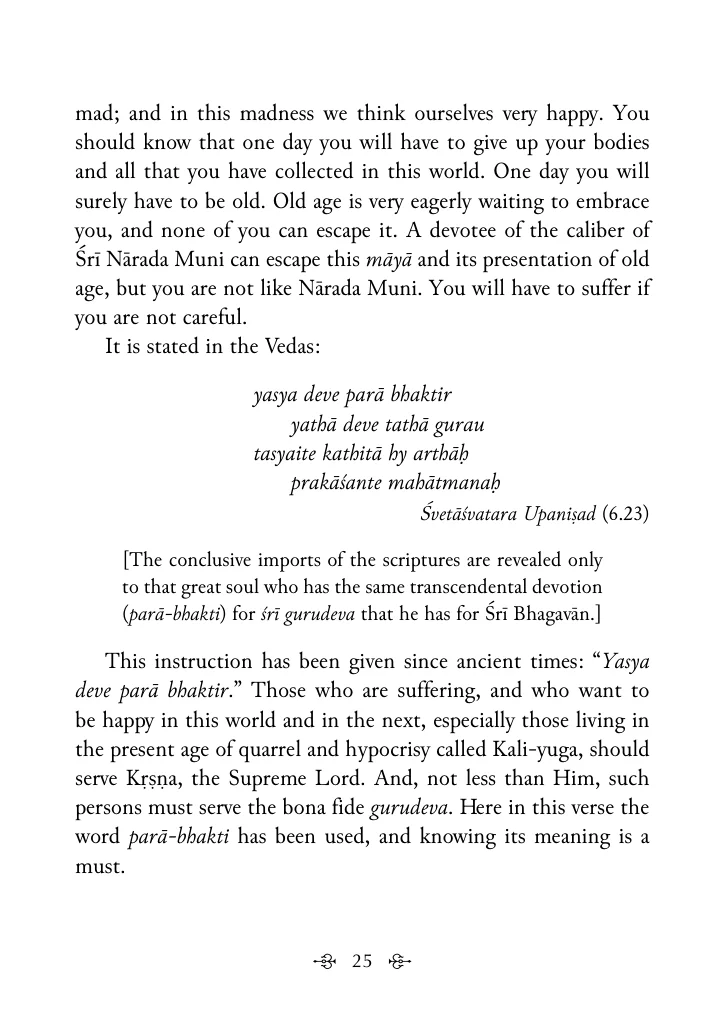 mad; and in this madness we think ourselves very happy. You
should know that one day you will have to give up your bodies
and all that you have collected in this world. One day you will
surely have to be old. Old age is very eagerly waiting to embrace
you, and none of you can escape it. A devotee of the caliber of
Śrī Nārada Muni can escape this māyā and its presentation of old
age, but you are not like Nārada Muni. You will have to suffer if
you are not careful.
It is stated in the Vedas:
yasya deve parā bhaktir
yathā deve tathā gurau
tasyaite kathitā hy arthāḥ
prakāśante mahātmanaḥ
Śvetāśvatara Upaniṣad (6.23)
[The conclusive imports of the scriptures are revealed only
to that great soul who has the same transcendental devotion
(parā-bhakti) for śrī gurudeva that he has for Śrī Bhagavān.]
This instruction has been given since ancient times: “Yasya
deve parā bhaktir.” Those who are suffering, and who want to
be happy in this world and in the next, especially those living in
the present age of quarrel and hypocrisy called Kali-yuga, should
serve Kṛṣṇa, the Supreme Lord. And, not less than Him, such
persons must serve the bona fide gurudeva. Here in this verse the
word parā-bhakti has been used, and knowing its meaning is a
must.
25